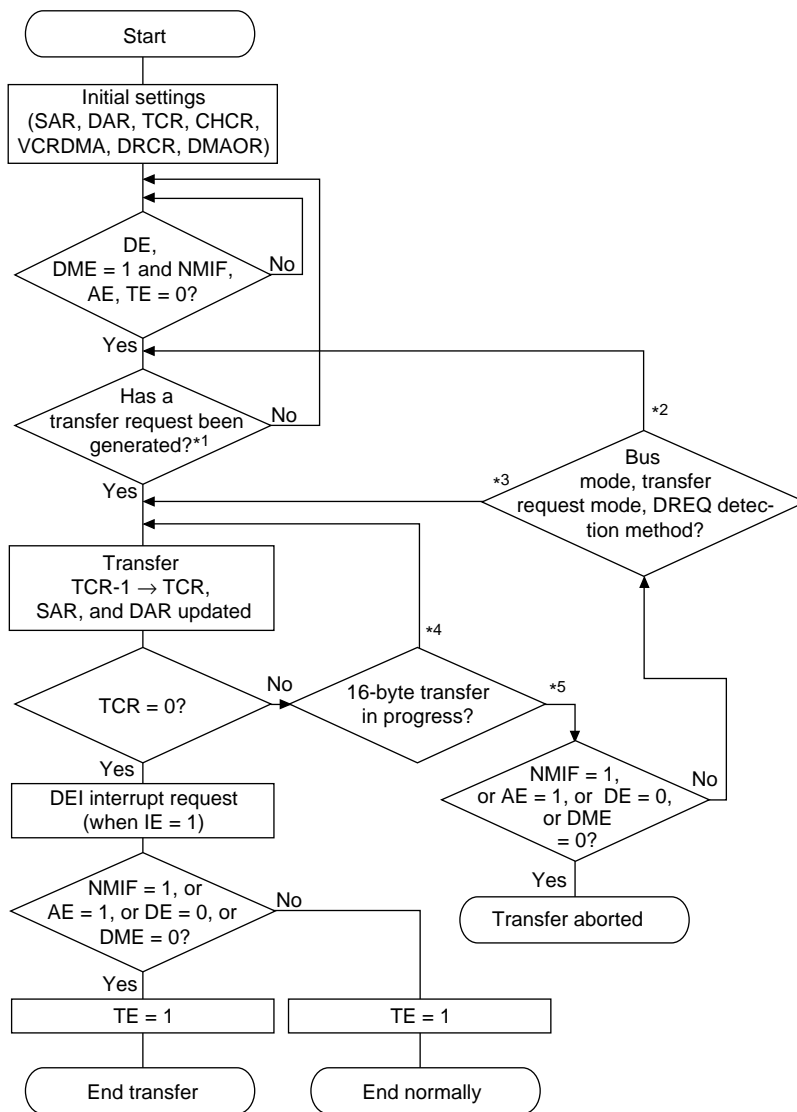 Start
Initial settings
(SAR, DAR, TCR, CHCR,
VCRDMA, DRCR, DMAOR)
DE,
DME = 1 and NMIF,
AE, TE = 0?
No
Yes
Has a
transfer request been
generated?*1
No
Yes
*2
*3
Bus
mode, transfer
request mode, DREQ detec-
tion method?
Transfer
TCR-1 → TCR,
SAR, and DAR updated
*4
TCR = 0?
No
16-byte transfer
in progress?
*5
Yes
NMIF = 1,
or AE = 1, or DE = 0,
or DME
= 0?
No
Yes
Transfer aborted
DEI interrupt request
(when IE = 1)
NMIF = 1, or
AE = 1, or DE = 0, or
DME = 0?
No
Yes
TE = 1
TE = 1
End transfer
End normally